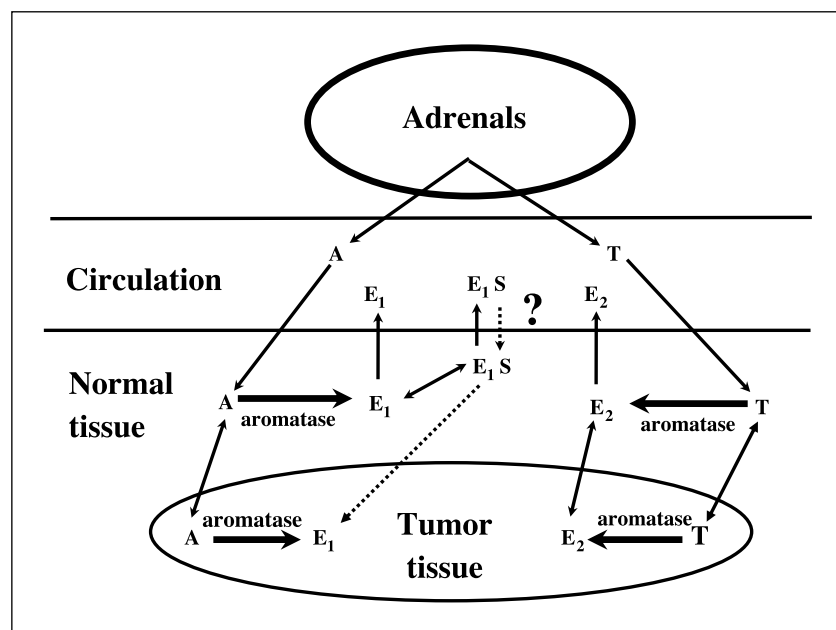 Adrenals
A
T
Circulation
E1 S
?
E1
E2
E1 S
Normal
tissue
A
aromatase
E1
E2
aromatase
T
A
aromatase
E1
Tumor
tissue
E2
aromatase
T